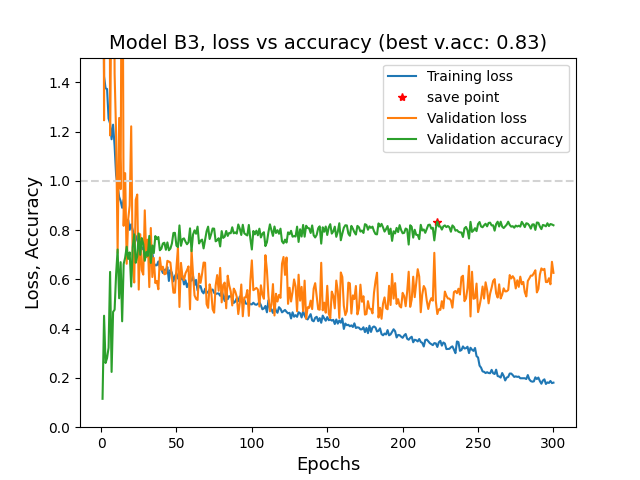 Model B3, loss vs accuracy (best v.acc: 0.83)
Training loss
save point
Validation loss
Validation accuracy
Loss, Accuracy
1.4
1.2
1.0
0.8
0.6
0.4
0.2
0.0
0 50 100 150 200 250 300
Epochs